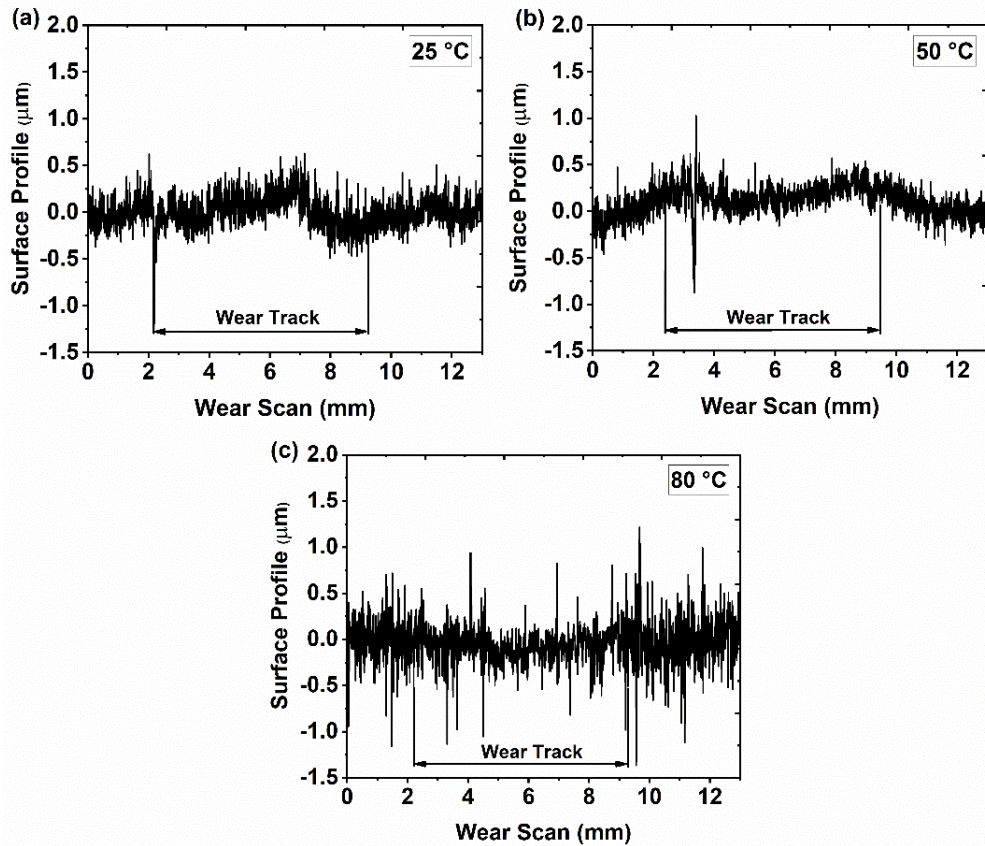 (a)
25 °C
2.0
1.5
1.0
0.5
0.0
-0.5
-1.0
-1.5
Surface Profile (μm)
Wear Track
0 2 4 6 8 10 12
Wear Scan (mm)
(b)
50 °C
2.0
1.5
1.0
0.5
0.0
-0.5
-1.0
-1.5
Surface Profile (μm)
Wear Track
0 2 4 6 8 10 12
Wear Scan (mm)
(c)
80 °C
2.0
1.5
1.0
0.5
0.0
-0.5
-1.0
-1.5
Surface Profile (μm)
Wear Track
0 2 4 6 8 10 12
Wear Scan (mm)